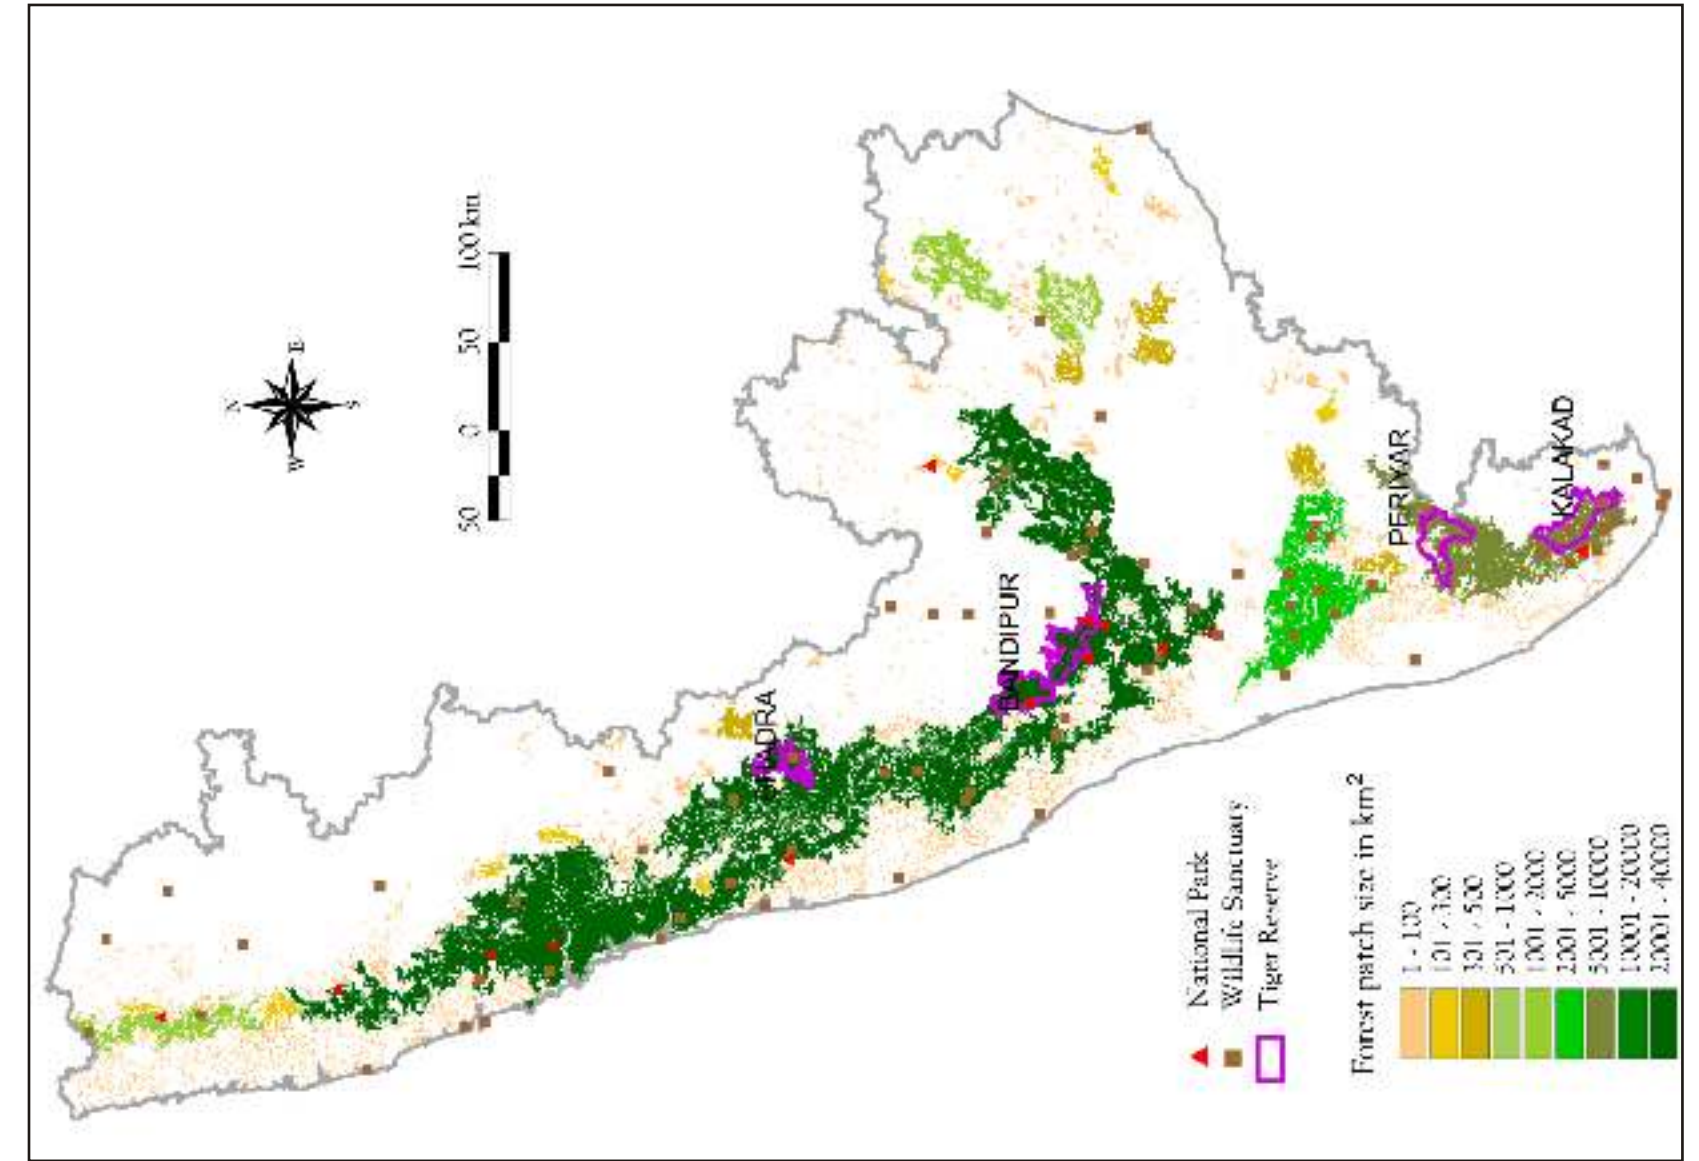 N
W
E
S
50
0
50
100 km
BHADRA
BANDIPUR
PERIYAR
KALAKAD
National Park
Wildlife Sanctuary
Tiger Reserve
Forest patch size in km²
1 - 100
101 - 300
301 - 500
501 - 1000
1001 - 2000
2001 - 5000
5001 - 10000
10001 - 20000
20001 - 40000